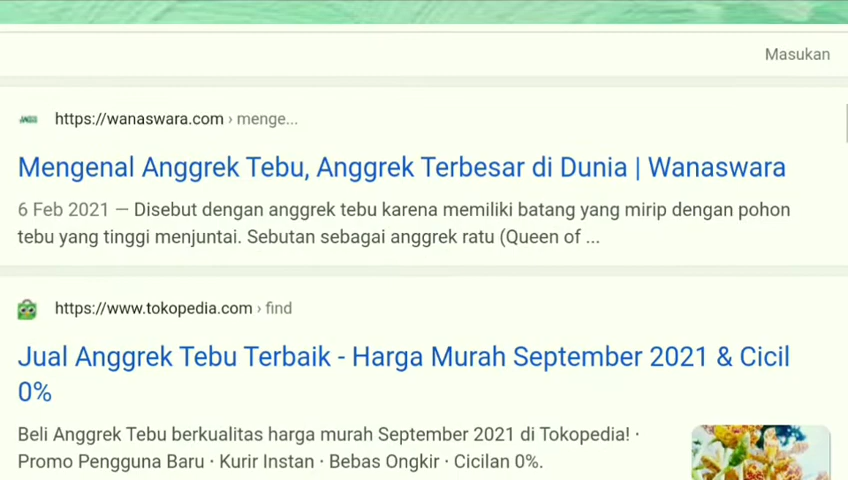 Masukan
https://wanaswara.com › menge...
Mengenal Anggrek Tebu, Anggrek Terbesar di Dunia | Wanaswara
6 Feb 2021 — Disebut dengan anggrek tebu karena memiliki batang yang mirip dengan pohon
tebu yang tinggi menjuntai. Sebutan sebagai anggrek ratu (Queen of ...
https://www.tokopedia.com › find
Jual Anggrek Tebu Terbaik - Harga Murah September 2021 & Cicil
0%
Beli Anggrek Tebu berkualitas harga murah September 2021 di Tokopedia! ·
Promo Pengguna Baru · Kurir Instan · Bebas Ongkir · Cicilan 0%.